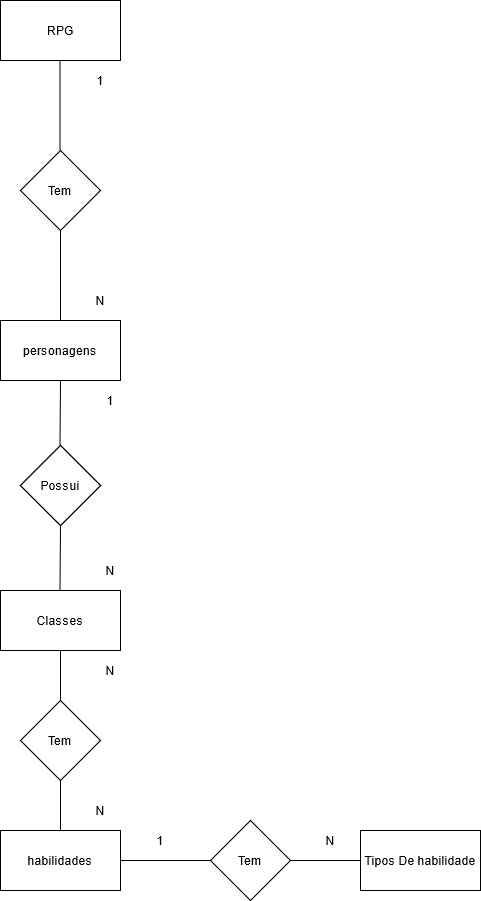 RPG
1
Tem
N
personagens
1
Possui
N
Classes
N
Tem
N
habilidades
1
Tem
N
Tipos De habilidade